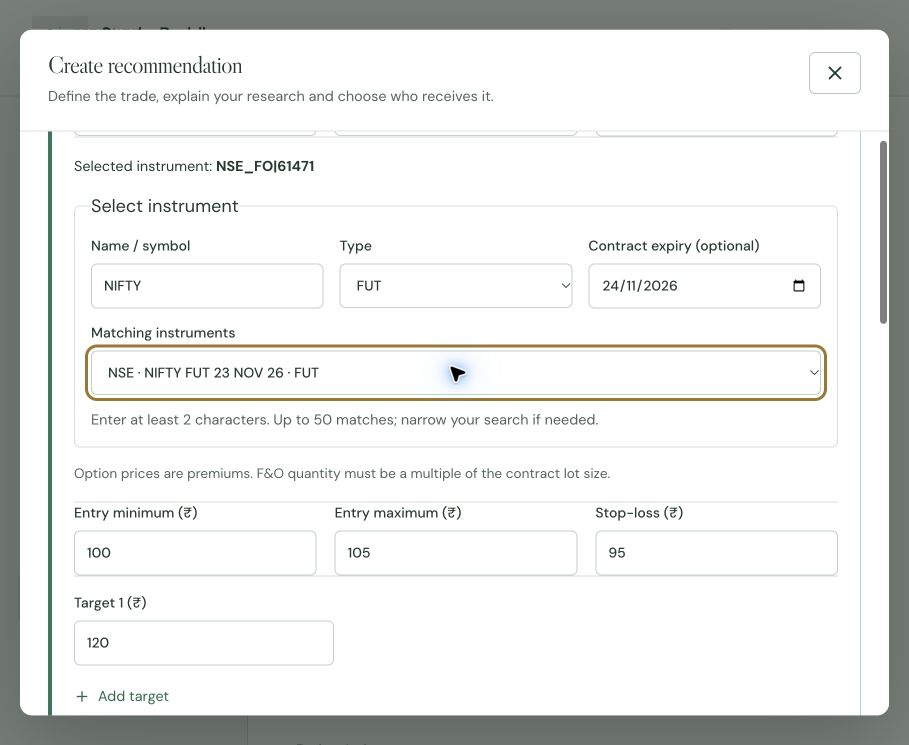 Create recommendation
Define the trade, explain your research and choose who receives it.
Selected instrument: NSE_FO|61471
Select instrument
Name / symbol Type Contract expiry (optional)
NIFTY FUT 24/11/2026
Matching instruments
NSE · NIFTY FUT 23 NOV 26 · FUT
Enter at least 2 characters. Up to 50 matches; narrow your search if needed.
Option prices are premiums. F&O quantity must be a multiple of the contract lot size.
Entry minimum (₹) Entry maximum (₹) Stop-loss (₹)
100 105 95
Target 1 (₹)
120
+ Add target